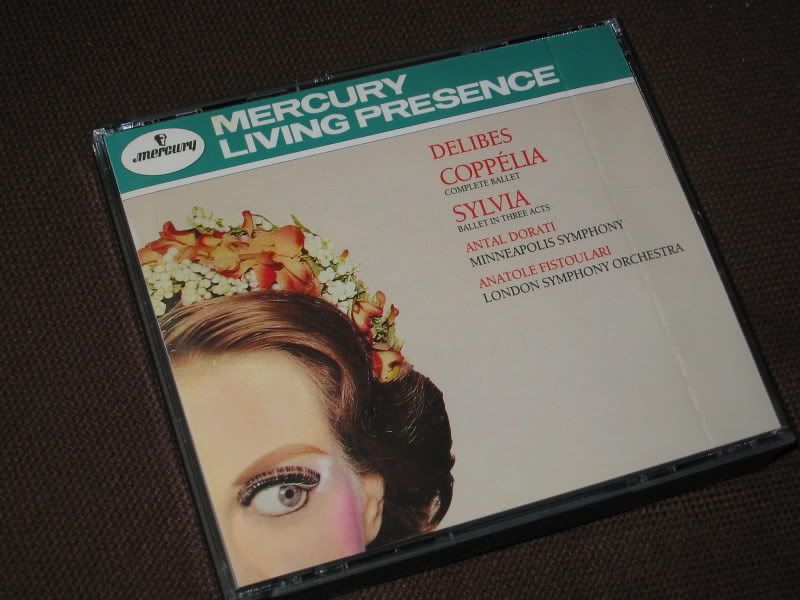 mercury
MERCURY
LIVING PRESENCE
DELIBES
COPPÉLIA
COMPLETE BALLET
SYLVIA
BALLET IN THREE ACTS
ANTAL DORATI
MINNEAPOLIS SYMPHONY
ANATOLE FISTOULARI
LONDON SYMPHONY ORCHESTRA